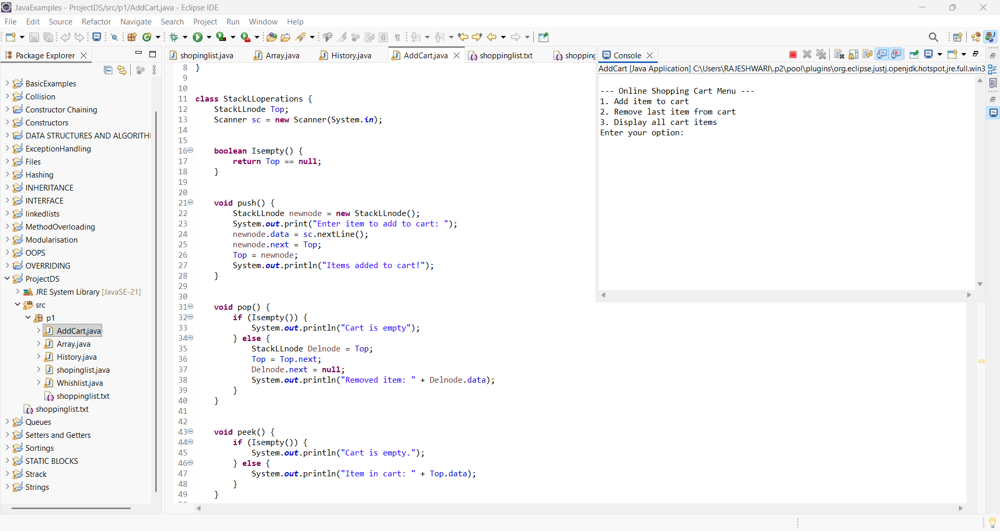 JavaExamples - ProjectDS/src/p1/AddCart.java - Eclipse IDE
File Edit Source Refactor Navigate Search Project Run Window Help
Package Explorer
BasicExamples
Collision
Constructor Chaining
Constructors
DATA STRUCTURES AND ALGORITH
ExceptionHandling
Files
Hashing
INHERITANCE
INTERFACE
linkedlists
MethodOverloading
Modularisation
OOPS
OVERRIDING
ProjectDS
JRE System Library [JavaSE-21]
src
p1
AddCart.java
Array.java
History.java
shopinglist.java
Whishlist.java
shoppinglist.txt
shoppinglist.txt
Queues
Setters and Getters
Sortings
STATIC BLOCKS
Strack
Strings
shopinglist.java Array.java History.java AddCart.java shoppinglist.txt shopping
8 }
9
10
11 class StackLLoperations {
12 StackLLnode Top;
13 Scanner sc = new Scanner(System.in);
14
15
16 boolean Isempty() {
17 return Top == null;
18 }
19
20
21 void push() {
22 StackLLnode newnode = new StackLLnode();
23 System.out.print("Enter item to add to cart: ");
24 newnode.data = sc.nextLine();
25 newnode.next = Top;
26 Top = newnode;
27 System.out.println("Items added to cart!");
28 }
29
30
31 void pop() {
32 if (Isempty()) {
33 System.out.println("Cart is empty");
34 } else {
35 StackLLnode Delnode = Top;
36 Top = Top.next;
37 Delnode.next = null;
38 System.out.println("Removed item: " + Delnode.data);
39 }
40 }
41
42
43 void peek() {
44 if (Isempty()) {
45 System.out.println("Cart is empty.");
46 } else {
47 System.out.println("Item in cart: " + Top.data);
48 }
49 }
Console
AddCart [Java Application] C:\Users\RAJESHWARI\.p2\pool\plugins\org.eclipse.justj.openjdk.hotspot.jre.full.win3
--- Online Shopping Cart Menu ---
1. Add item to cart
2. Remove last item from cart
3. Display all cart items
Enter your option: